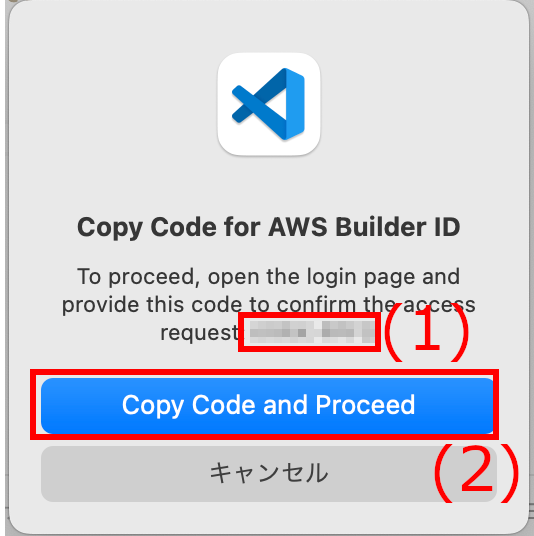 Copy Code for AWS Builder ID
To proceed, open the login page and
provide this code to confirm the access
request:
(1)
Copy Code and Proceed
キャンセル
(2)